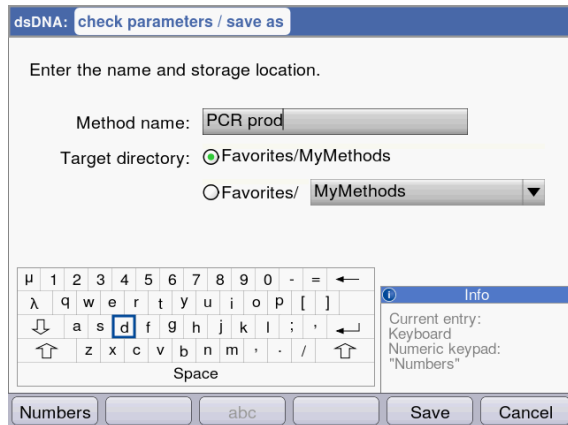 dsDNA: check parameters / save as
Enter the name and storage location.
Method name: PCR prod
Target directory: Favorites/MyMethods
Favorites/ MyMethods
μ 1 2 3 4 5 6 7 8 9 0 - =
λ q w e r t y u i o p [ ]
a s d f g h j k l ; ,
z x c v b n m , . /
Space
Info
Current entry:
Keyboard
Numeric keypad:
"Numbers"
Numbers abc Save Cancel